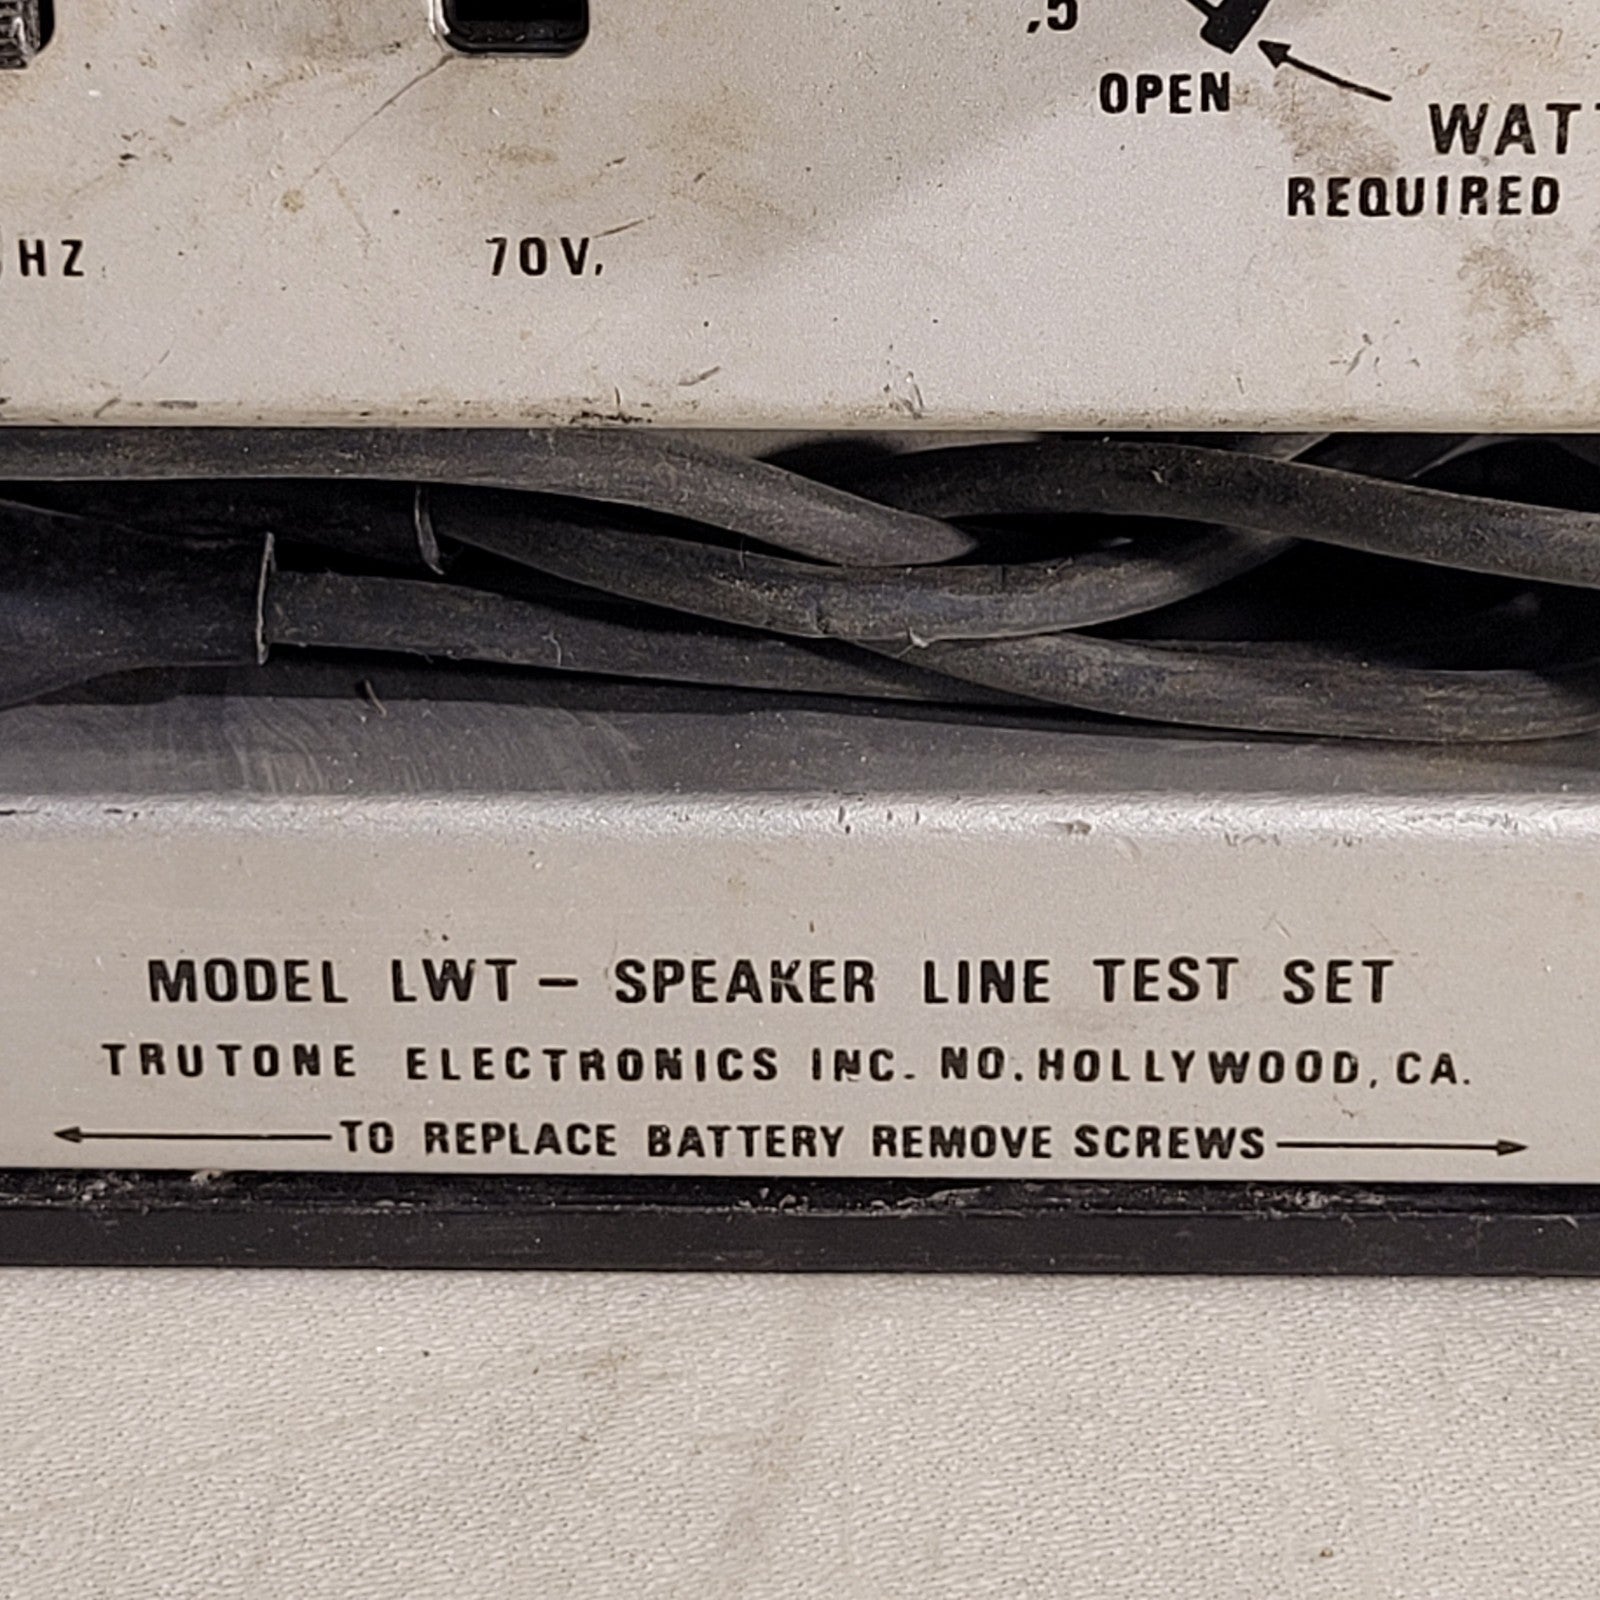 ,5
OPEN
REQUIRED
HZ
70V.
MODEL LWT – SPEAKER LINE TEST SET
TRUTONE ELECTRONICS INC. NO. HOLLYWOOD, CA.
TO REPLACE BATTERY REMOVE SCREWS